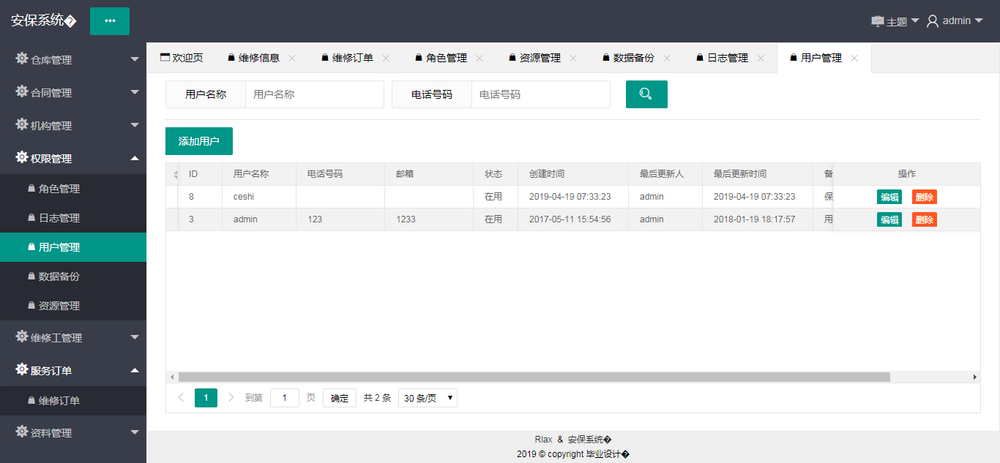 安保系统� ••• 主题 admin
仓库管理
合同管理
机构管理
权限管理
角色管理
日志管理
用户管理
数据备份
资源管理
维修工管理
服务订单
维修订单
资料管理
欢迎页 维修信息 维修订单 角色管理 资源管理 数据备份 日志管理 用户管理
用户名称 用户名称 电话号码 电话号码
添加用户
ID 用户名称 电话号码 邮箱 状态 创建时间 最后更新人 最后更新时间 备 操作
8 ceshi 在用 2019-04-19 07:33:23 admin 2019-04-19 07:33:23 保 编辑 删除
3 admin 123 1233 在用 2017-05-11 15:54:56 admin 2018-01-19 18:17:57 用 编辑 删除
1 到第 1 页 确定 共 2 条 30 条/页
Rlax & 安保系统�
2019 © copyright 毕业设计�